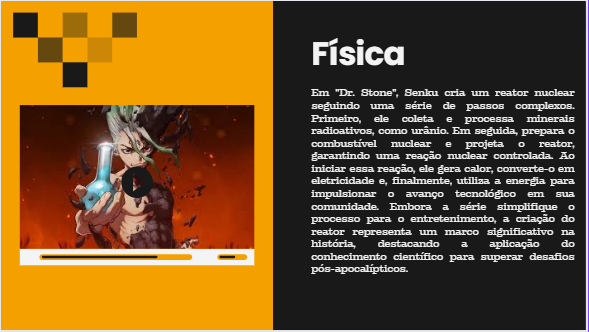 Física
Em "Dr. Stone", Senku cria um reator nuclear
seguindo uma série de passos complexos.
Primeiro, ele coleta e processa minerais
radioativos, como urânio. Em seguida, prepara o
combustível nuclear e projeta o reator,
garantindo uma reação nuclear controlada. Ao
iniciar essa reação, ele gera calor, converte-o em
eletricidade e, finalmente, utiliza a energia para
impulsionar o avanço tecnológico em sua
comunidade. Embora a série simplifique o
processo para o entretenimento, a criação do
reator representa um marco significativo na
história, destacando a aplicação do
conhecimento científico para superar desafios
pós-apocalípticos.